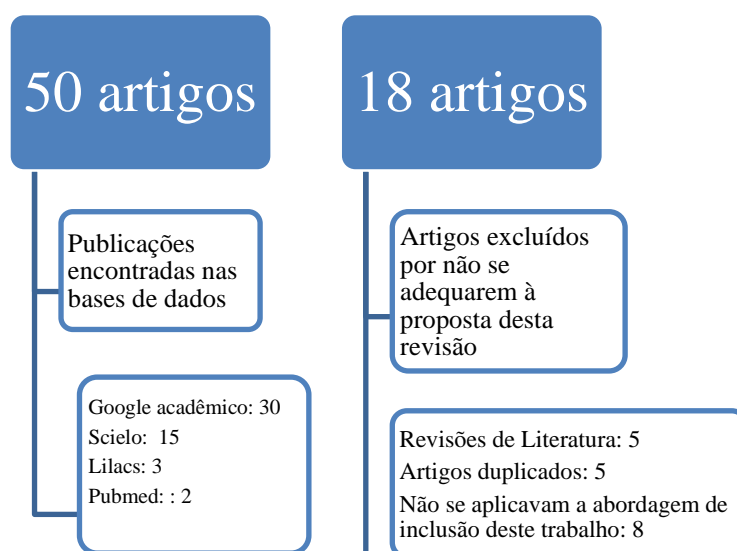 50 artigos
Publicações
encontradas nas
bases de dados
Google acadêmico: 30
Scielo: 15
Lilacs: 3
Pubmed: : 2
18 artigos
Artigos excluídos
por não se
adequarem à
proposta desta
revisão
Revisões de Literatura: 5
Artigos duplicados: 5
Não se aplicavam a abordagem de
inclusão deste trabalho: 8